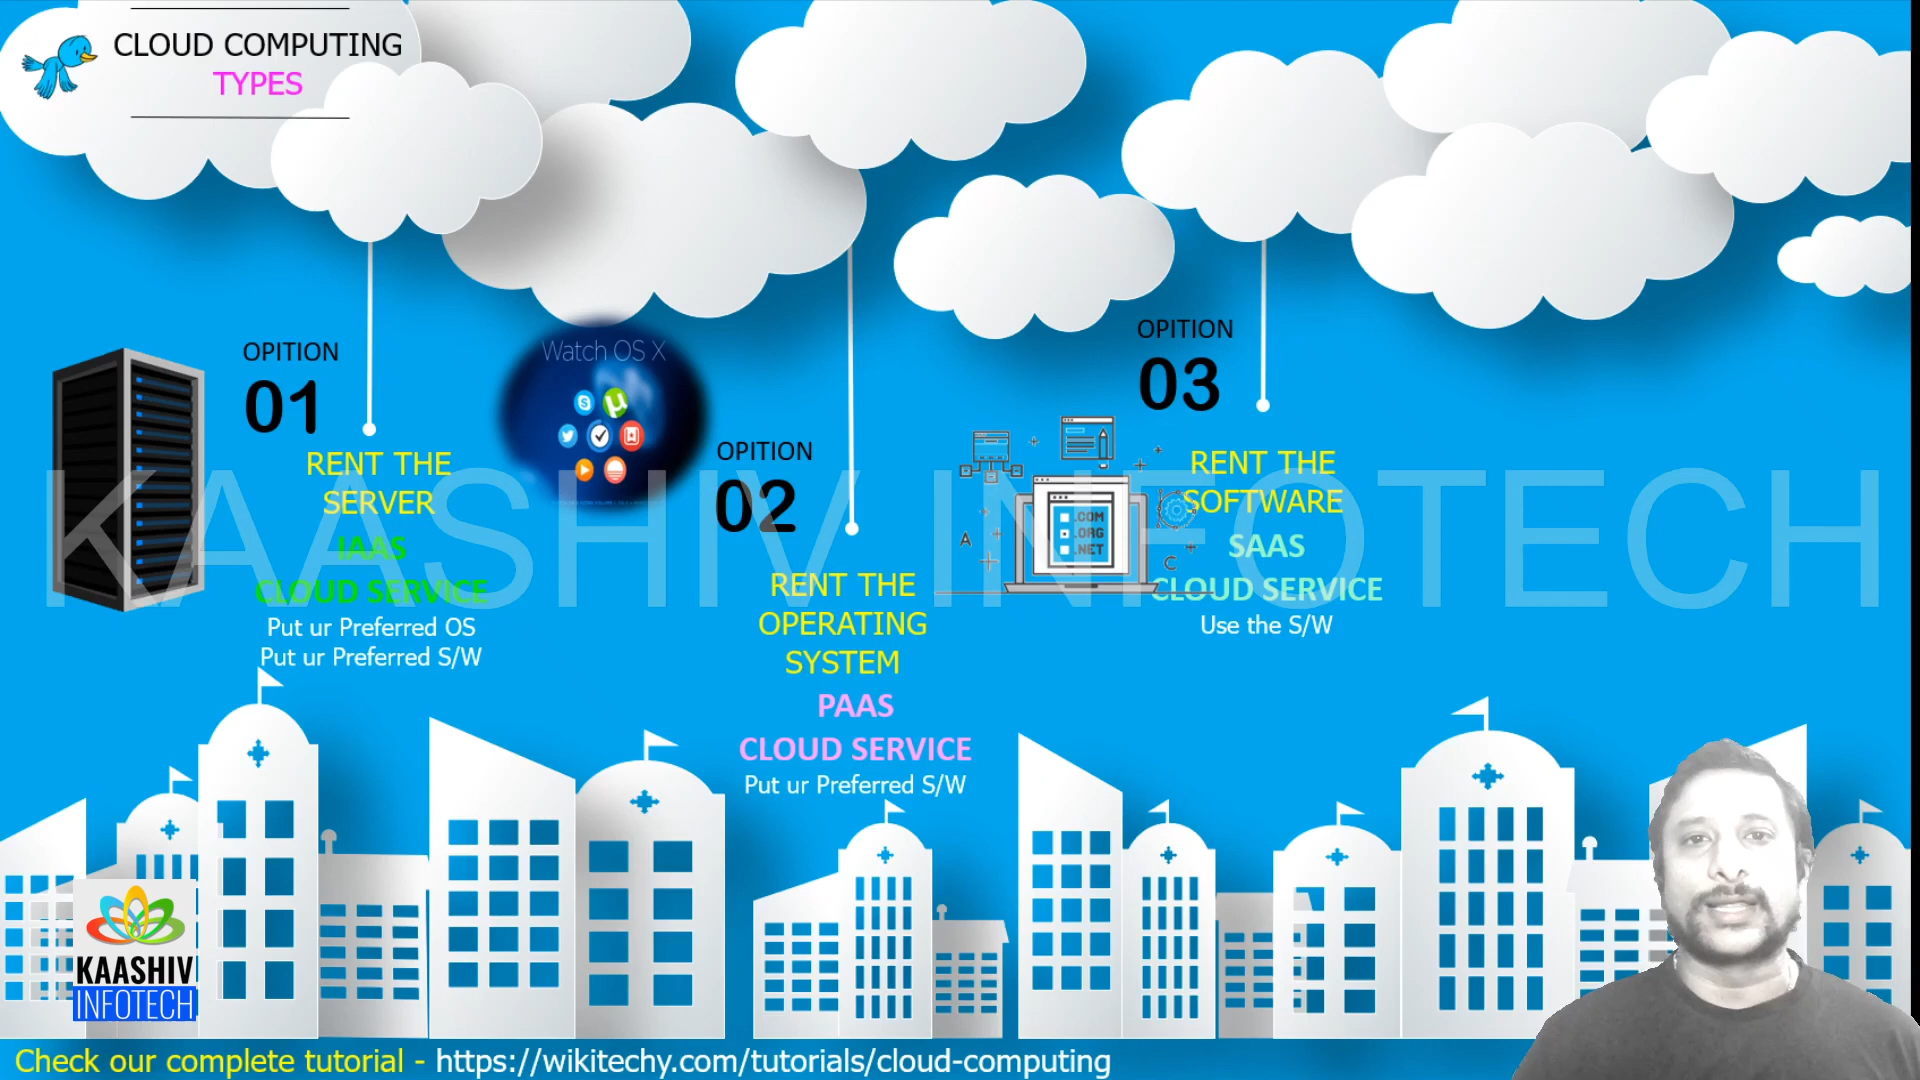 CLOUD COMPUTING
TYPES
OPITION
01
RENT THE
SERVER
IAAS
CLOUD SERVICE
Put ur Preferred OS
Put ur Preferred S/W
Watch OS X
OPITION
02
RENT THE
OPERATING
SYSTEM
PAAS
CLOUD SERVICE
Put ur Preferred S/W
OPITION
03
RENT THE
SOFTWARE
SAAS
CLOUD SERVICE
Use the S/W
.COM
.ORG
.NET
A
C
KAASHIV INFOTECH
KAASHIV
INFOTECH
Check our complete tutorial - https://wikitechy.com/tutorials/cloud-computing